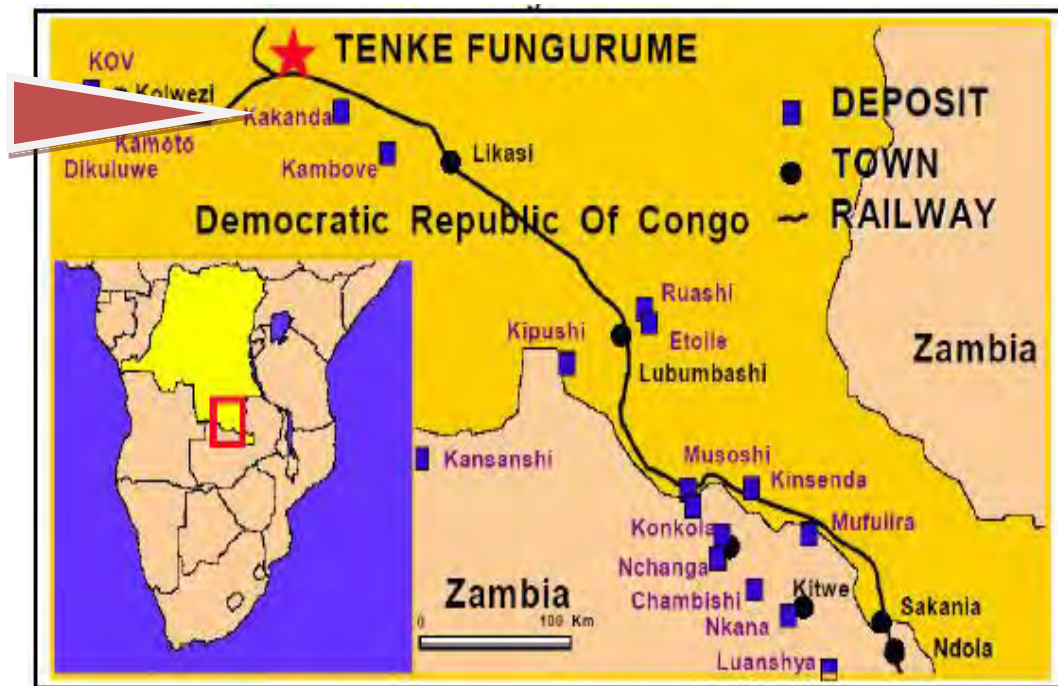 TENKE FUNGURUME
KOV
Kolwezi
Kakanda
Kamoto
Dikuluwe
Kambove
Likasi
DEPOSIT
TOWN
RAILWAY
Democratic Republic Of Congo
Ruashi
Etoile
Kipushi
Lubumbashi
Zambia
Kansanshi
Musoshi
Kinsenda
Konkola
Mufulira
Nchanga
Chambishi
Kitwe
Nkana
Sakania
Ndola
Luanshya
Zambia
0 100 Km